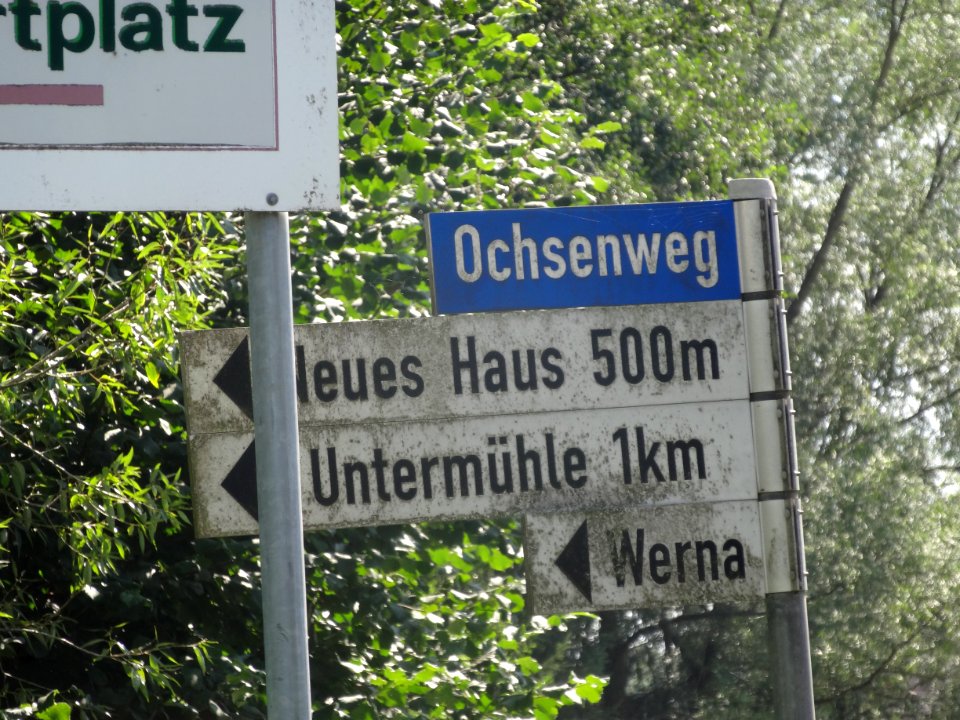 rtplatz
Ochsenweg
Neues Haus 500m
Untermühle 1km
Werna